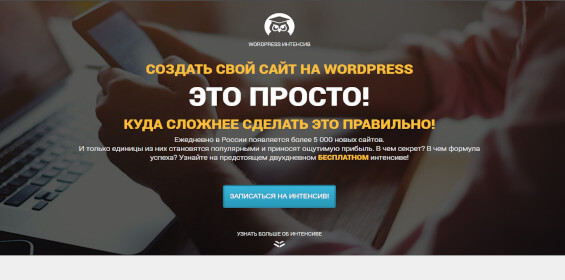 WORDPRESS ИНТЕНСИВ
СОЗДАТЬ СВОЙ САЙТ НА WORDPRESS
ЭТО ПРОСТО!
КУДА СЛОЖНЕЕ СДЕЛАТЬ ЭТО ПРАВИЛЬНО!
Ежедневно в России появляется более 5 000 новых сайтов.
И только единицы из них становятся популярными и приносят ощутимую прибыль. В чем секрет? В чем формула
успеха? Узнайте на предстоящем двухдневном БЕСПЛАТНОМ интенсиве!
ЗАПИСАТЬСЯ НА ИНТЕНСИВ!
УЗНАТЬ БОЛЬШЕ ОБ ИНТЕНСИВЕ